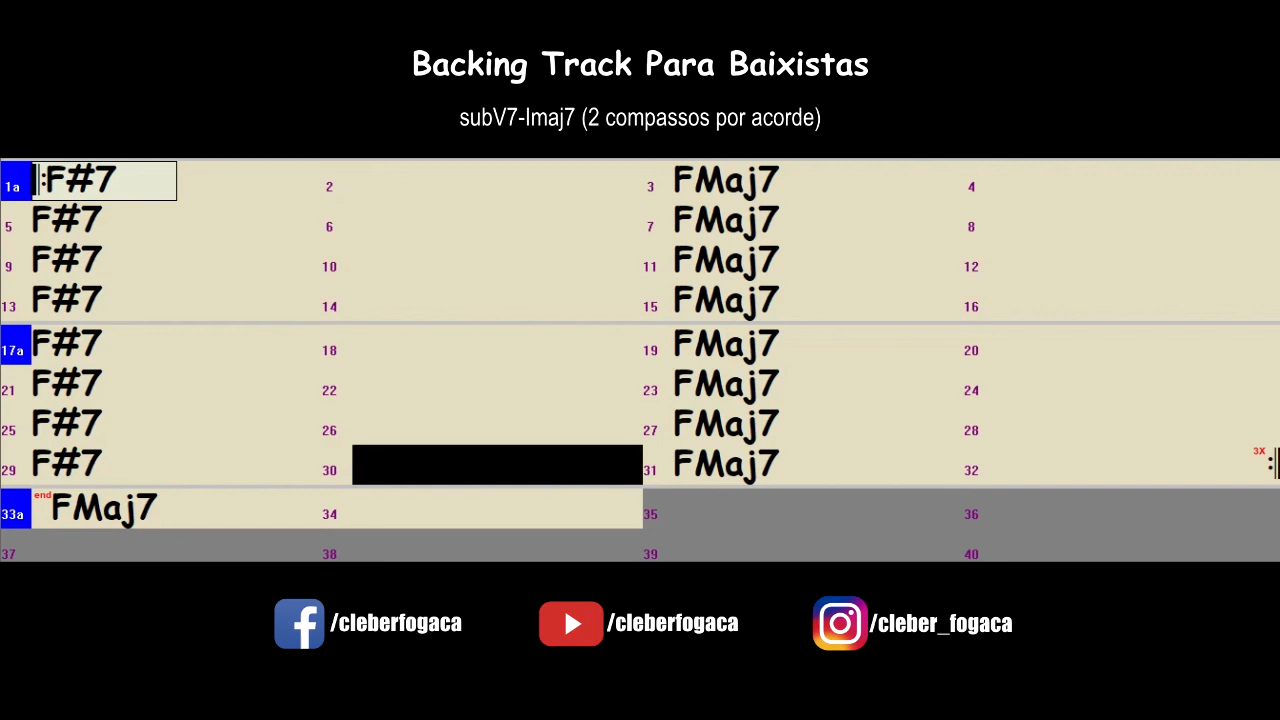 Backing Track Para Baixistas
subV7-Imaj7 (2 compassos por acorde)
1a F#7 2 3 FMaj7 4
5 F#7 6 7 FMaj7 8
9 F#7 10 11 FMaj7 12
13 F#7 14 15 FMaj7 16
17a F#7 18 19 FMaj7 20
21 F#7 22 23 FMaj7 24
25 F#7 26 27 FMaj7 28
29 F#7 30 31 FMaj7 32 3X
33a end FMaj7 34 35 36
37 38 39 40
/cleberfogaca /cleberfogaca /cleber_fogaca